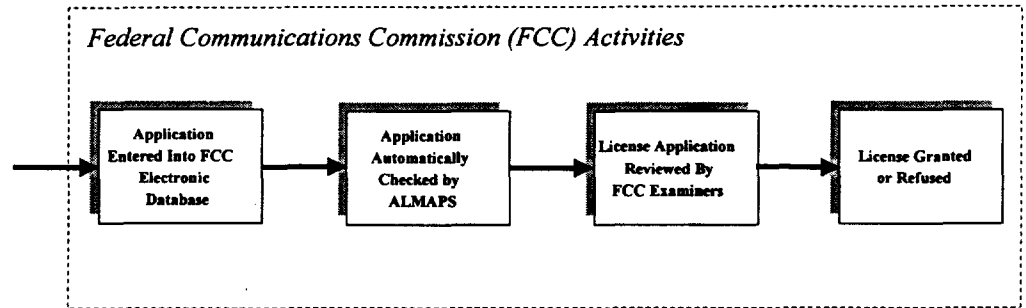 Federal Communications Commission (FCC) Activities
Application
Entered Into FCC
Electronic
Database
Application
Automatically
Checked by
ALMAPS
License Application
Reviewed By
FCC Examiners
License Granted
or Refused